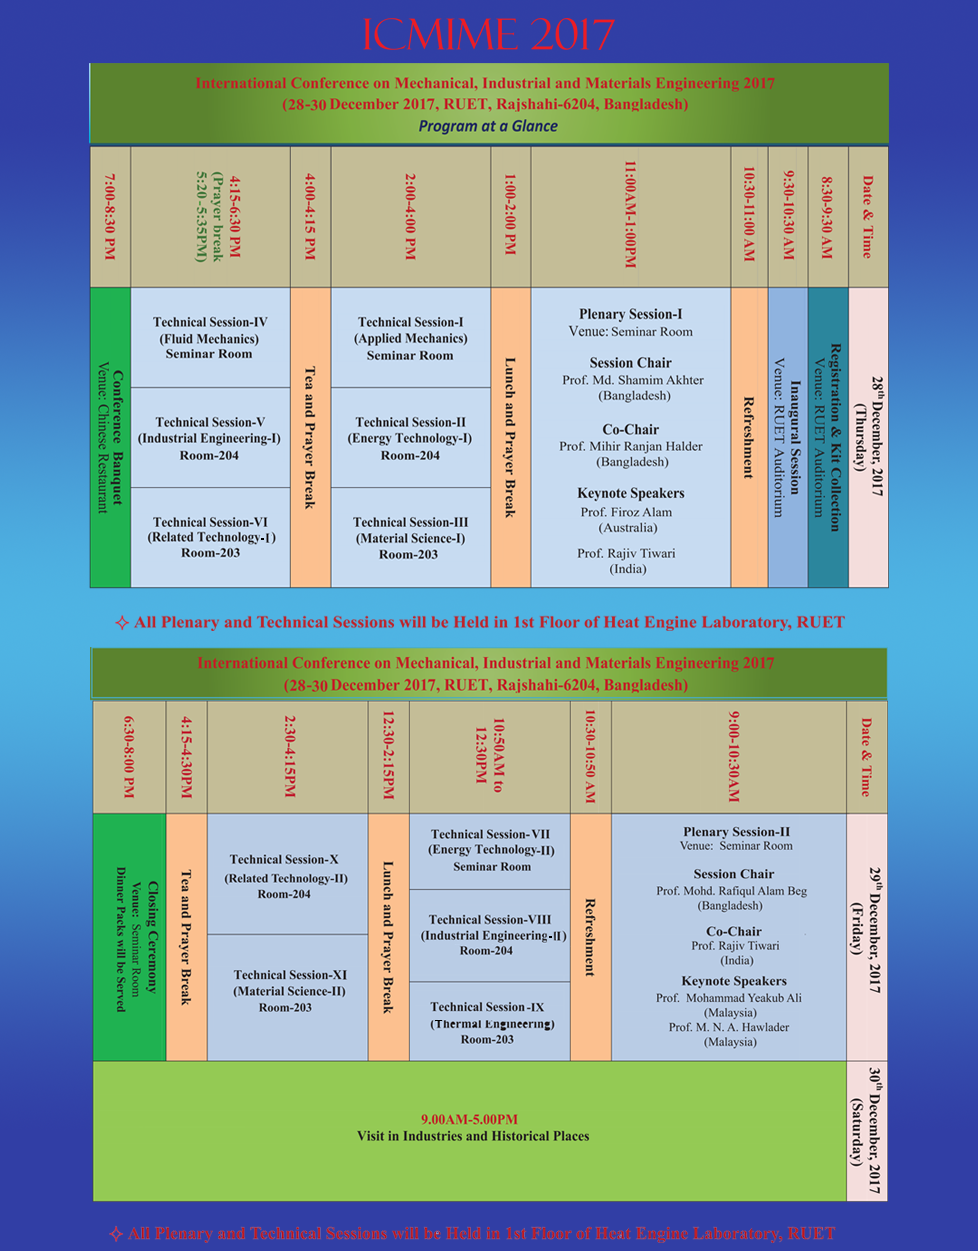 ICMIME 2017
International Conference on Mechanical, Industrial and Materials Engineering 2017
(28-30 December 2017, RUET, Rajshahi-6204, Bangladesh)
Program at a Glance
7:00-8:30 PM
4:15-6:30 PM
(Prayer break
5:20 -5:35PM)
4:00-4:15 PM
2:00-4:00 PM
1:00-2:00 PM
11:00AM-1:00PM
10:30-11:00 AM
9:30-10:30 AM
8:30-9:30 AM
Date & Time
Conference Banquet
Venue: Chinese Restaurant
Technical Session-IV
(Fluid Mechanics)
Seminar Room
Technical Session-V
(Industrial Engineering-I)
Room-204
Technical Session-VI
(Related Technology-I)
Room-203
Tea and Prayer Break
Technical Session-I
(Applied Mechanics)
Seminar Room
Technical Session-II
(Energy Technology-I)
Room-204
Technical Session-III
(Material Science-I)
Room-203
Lunch and Prayer Break
Plenary Session-I
Venue: Seminar Room
Session Chair
Prof. Md. Shamim Akhter
(Bangladesh)
Co-Chair
Prof. Mihir Ranjan Halder
(Bangladesh)
Keynote Speakers
Prof. Firoz Alam
(Australia)
Prof. Rajiv Tiwari
(India)
Refreshment
Inaugural Session
Venue: RUET Auditorium
Registration & Kit Collection
Venue: RUET Auditorium
28th December, 2017
(Thursday)
✧ All Plenary and Technical Sessions will be Held in 1st Floor of Heat Engine Laboratory, RUET
International Conference on Mechanical, Industrial and Materials Engineering 2017
(28-30 December 2017, RUET, Rajshahi-6204, Bangladesh)
6:30-8:00 PM
4:15-4:30PM
2:30-4:15PM
12:30-2:15PM
10:50AM to
12:30PM
10:30-10:50 AM
9:00-10:30AM
Date & Time
Closing Ceremony
Venue: Seminar Room
Dinner Packs will be Served
Tea and Prayer Break
Technical Session-X
(Related Technology-II)
Room-204
Technical Session-XI
(Material Science-II)
Room-203
Lunch and Prayer Break
Technical Session-VII
(Energy Technology-II)
Seminar Room
Technical Session-VIII
(Industrial Engineering-II)
Room-204
Technical Session-IX
(Thermal Engineering)
Room-203
Refreshment
Plenary Session-II
Venue: Seminar Room
Session Chair
Prof. Mohd. Rafiqul Alam Beg
(Bangladesh)
Co-Chair
Prof. Rajiv Tiwari
(India)
Keynote Speakers
Prof. Mohammad Yeakub Ali
(Malaysia)
Prof. M. N. A. Hawlader
(Malaysia)
29th December, 2017
(Friday)
9.00AM-5.00PM
Visit in Industries and Historical Places
30th December, 2017
(Saturday)
✧ All Plenary and Technical Sessions will be Held in 1st Floor of Heat Engine Laboratory, RUET